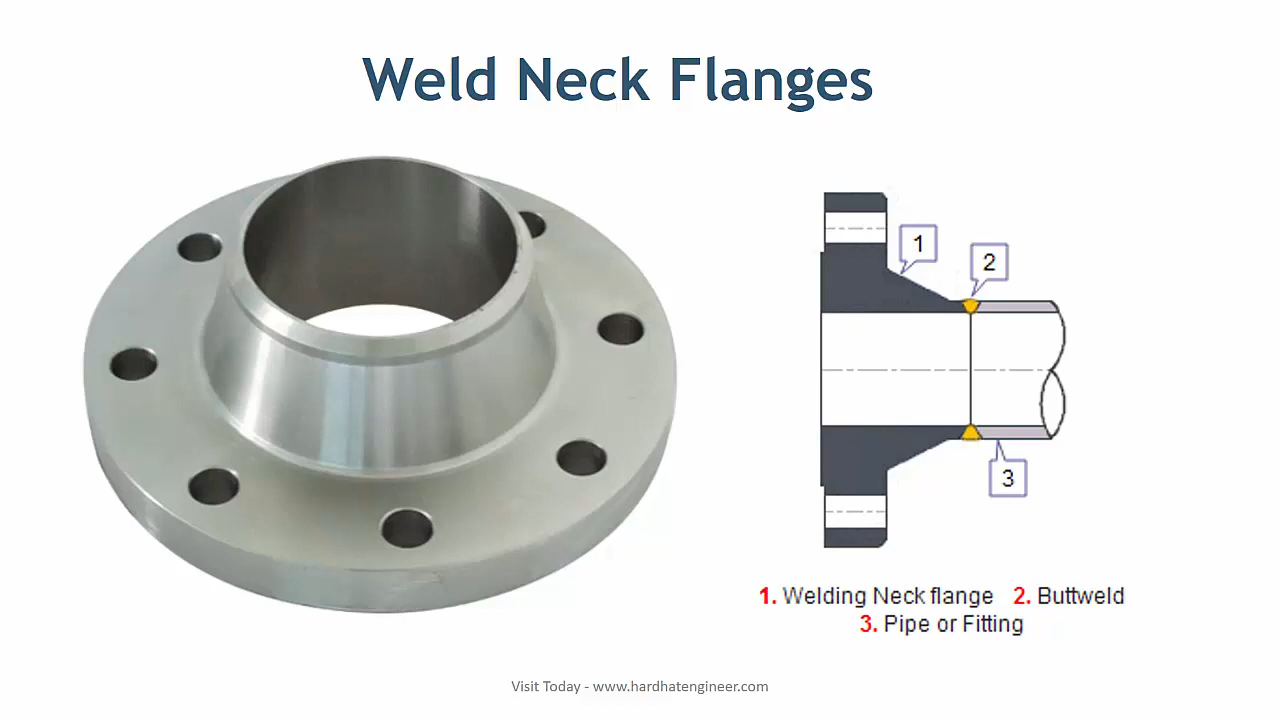 Weld Neck Flanges
1
2
3
1. Welding Neck flange 2. Buttweld
3. Pipe or Fitting
Visit Today - www.hardhatengineer.com